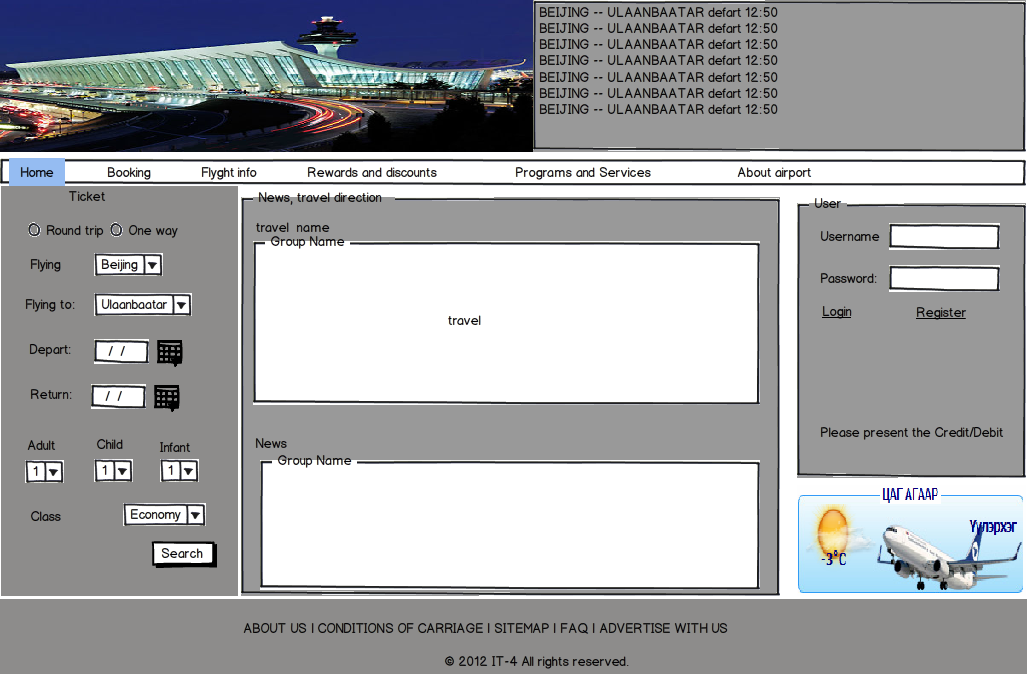 BEIJING -- ULAANBAATAR defart 12:50
BEIJING -- ULAANBAATAR defart 12:50
BEIJING -- ULAANBAATAR defart 12:50
BEIJING -- ULAANBAATAR defart 12:50
BEIJING -- ULAANBAATAR defart 12:50
BEIJING -- ULAANBAATAR defart 12:50
BEIJING -- ULAANBAATAR defart 12:50
Home Booking Flyght info Rewards and discounts Programs and Services About airport
Ticket
Round trip One way
Flying Beijing
Flying to: Ulaanbaatar
Depart: / /
Return: / /
Adult Child Infant
1 1 1
Class Economy
Search
News, travel direction
travel name
Group Name
travel
News
Group Name
User
Username
Password:
Login Register
Please present the Credit/Debit
ЦАГ АГААР
Үүлэрхэг
-3°C
ABOUT US | CONDITIONS OF CARRIAGE | SITEMAP | FAQ | ADVERTISE WITH US
© 2012 IT-4 All rights reserved.